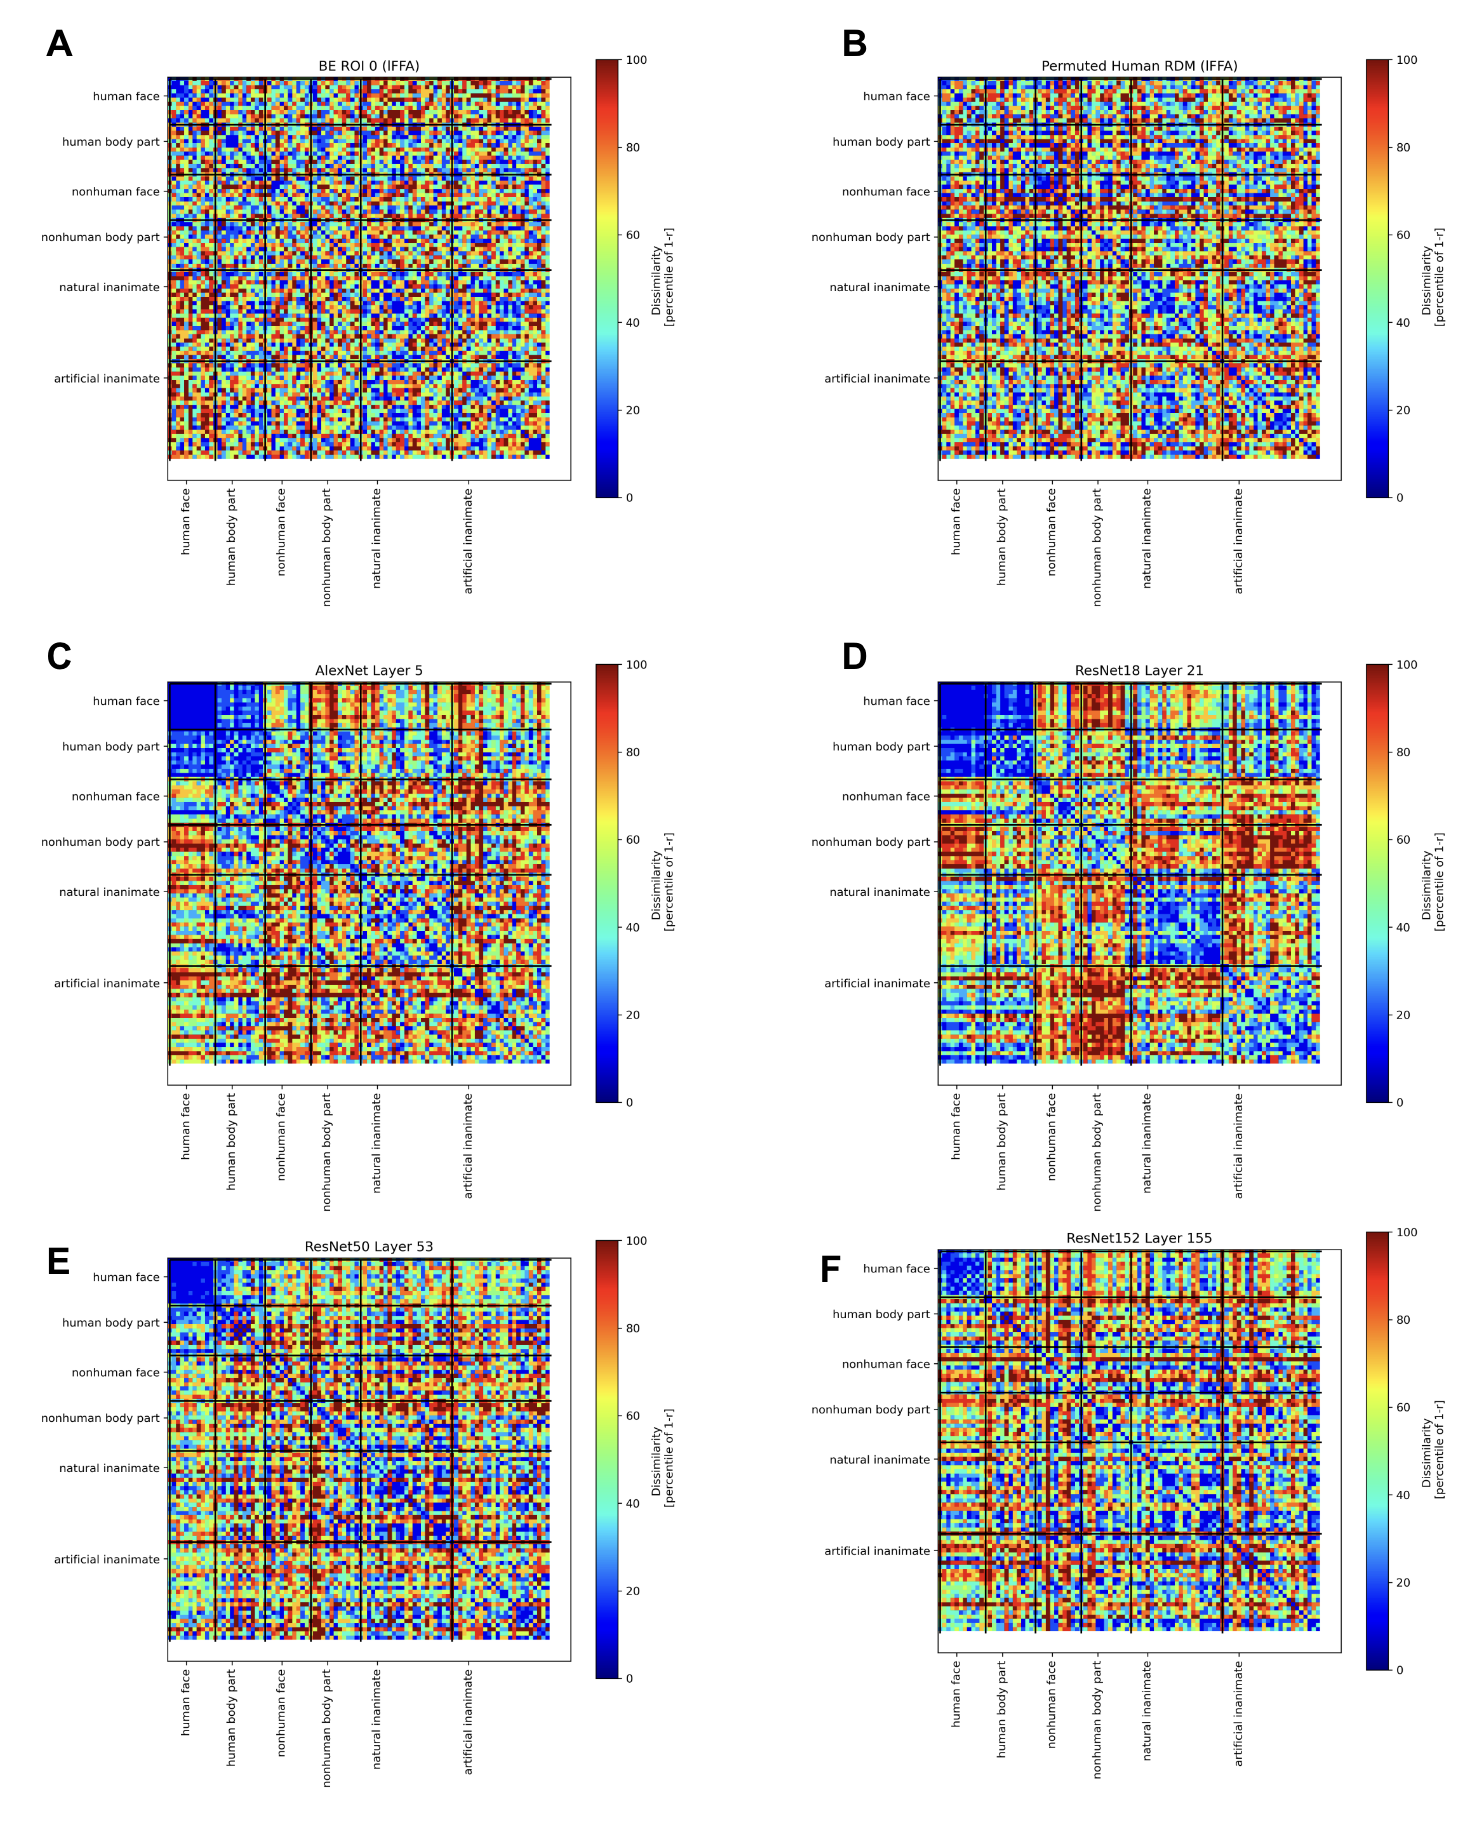 A
BE ROI 0 (lFFA)
human face
human body part
nonhuman face
nonhuman body part
natural inanimate
artificial inanimate
human face
human body part
nonhuman face
nonhuman body part
natural inanimate
artificial inanimate
100
80
60
40
20
0
Dissimilarity
[percentile of 1-r]
B
Permuted Human RDM (lFFA)
human face
human body part
nonhuman face
nonhuman body part
natural inanimate
artificial inanimate
human face
human body part
nonhuman face
nonhuman body part
natural inanimate
artificial inanimate
100
80
60
40
20
0
Dissimilarity
[percentile of 1-r]
C
AlexNet Layer 5
human face
human body part
nonhuman face
nonhuman body part
natural inanimate
artificial inanimate
human face
human body part
nonhuman face
nonhuman body part
natural inanimate
artificial inanimate
100
80
60
40
20
0
Dissimilarity
[percentile of 1-r]
D
ResNet18 Layer 21
human face
human body part
nonhuman face
nonhuman body part
natural inanimate
artificial inanimate
human face
human body part
nonhuman face
nonhuman body part
natural inanimate
artificial inanimate
100
80
60
40
20
0
Dissimilarity
[percentile of 1-r]
E
ResNet50 Layer 53
human face
human body part
nonhuman face
nonhuman body part
natural inanimate
artificial inanimate
human face
human body part
nonhuman face
nonhuman body part
natural inanimate
artificial inanimate
100
80
60
40
20
0
Dissimilarity
[percentile of 1-r]
F
ResNet152 Layer 155
human face
human body part
nonhuman face
nonhuman body part
natural inanimate
artificial inanimate
human face
human body part
nonhuman face
nonhuman body part
natural inanimate
artificial inanimate
100
80
60
40
20
0
Dissimilarity
[percentile of 1-r]